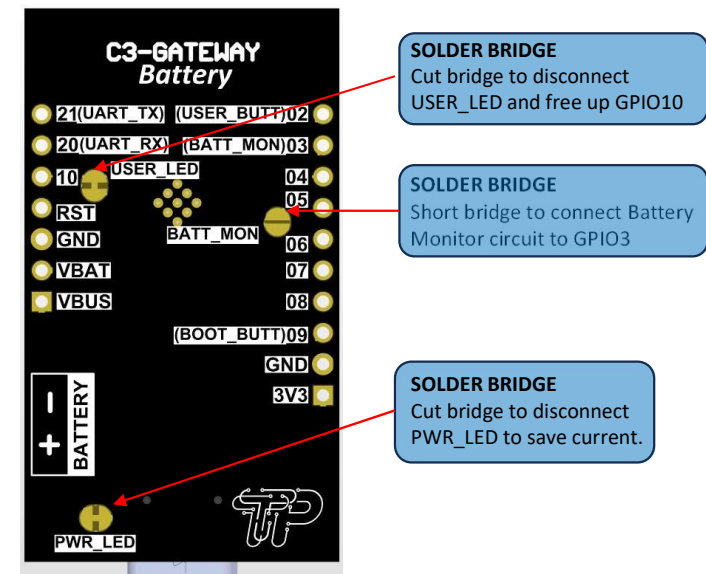 C3-GATEWAY
Battery
21(UART_TX) (USER_BUTT)02
20(UART_RX) (BATT_MON)03
10 USER_LED 04
RST 05
GND BATT_MON 06
VBAT 07
VBUS 08
(BOOT_BUTT)09
GND
3V3
- + BATTERY
PWR_LED
TP
SOLDER BRIDGE
Cut bridge to disconnect
USER_LED and free up GPIO10
SOLDER BRIDGE
Short bridge to connect Battery
Monitor circuit to GPIO3
SOLDER BRIDGE
Cut bridge to disconnect
PWR_LED to save current.